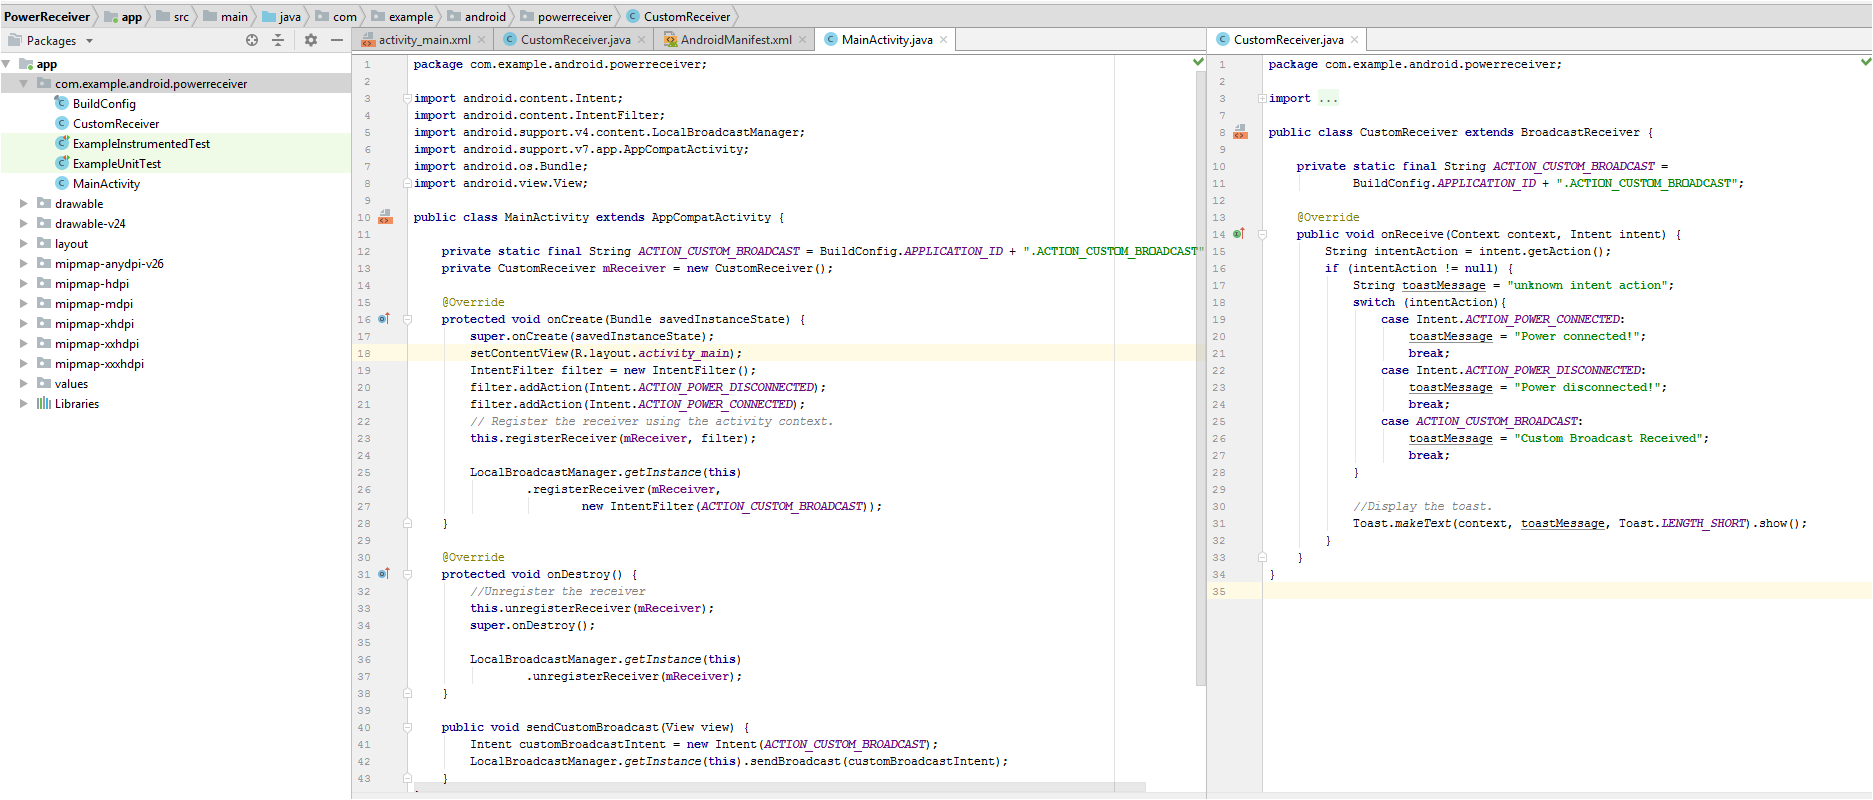 PowerReceiver app src main java com example android powerreceiver CustomReceiver
Packages
app
com.example.android.powerreceiver
BuildConfig
CustomReceiver
ExampleInstrumentedTest
ExampleUnitTest
MainActivity
drawable
drawable-v24
layout
mipmap-anydpi-v26
mipmap-hdpi
mipmap-mdpi
mipmap-xhdpi
mipmap-xxhdpi
mipmap-xxxhdpi
values
Libraries
activity_main.xml CustomReceiver.java AndroidManifest.xml MainActivity.java
1 package com.example.android.powerreceiver;
2
3 import android.content.Intent;
4 import android.content.IntentFilter;
5 import android.support.v4.content.LocalBroadcastManager;
6 import android.support.v7.app.AppCompatActivity;
7 import android.os.Bundle;
8 import android.view.View;
9
10 public class MainActivity extends AppCompatActivity {
11
12 private static final String ACTION_CUSTOM_BROADCAST = BuildConfig.APPLICATION_ID + ".ACTION_CUSTOM_BROADCAST"
13 private CustomReceiver mReceiver = new CustomReceiver();
14
15 @Override
16 protected void onCreate(Bundle savedInstanceState) {
17 super.onCreate(savedInstanceState);
18 setContentView(R.layout.activity_main);
19 IntentFilter filter = new IntentFilter();
20 filter.addAction(Intent.ACTION_POWER_DISCONNECTED);
21 filter.addAction(Intent.ACTION_POWER_CONNECTED);
22 // Register the receiver using the activity context.
23 this.registerReceiver(mReceiver, filter);
24
25 LocalBroadcastManager.getInstance(this)
26 .registerReceiver(mReceiver,
27 new IntentFilter(ACTION_CUSTOM_BROADCAST));
28 }
29
30 @Override
31 protected void onDestroy() {
32 //Unregister the receiver
33 this.unregisterReceiver(mReceiver);
34 super.onDestroy();
35
36 LocalBroadcastManager.getInstance(this)
37 .unregisterReceiver(mReceiver);
38 }
39
40 public void sendCustomBroadcast(View view) {
41 Intent customBroadcastIntent = new Intent(ACTION_CUSTOM_BROADCAST);
42 LocalBroadcastManager.getInstance(this).sendBroadcast(customBroadcastIntent);
43 }
CustomReceiver.java
1 package com.example.android.powerreceiver;
2
3 import ...
7
8 public class CustomReceiver extends BroadcastReceiver {
9
10 private static final String ACTION_CUSTOM_BROADCAST =
11 BuildConfig.APPLICATION_ID + ".ACTION_CUSTOM_BROADCAST";
12
13 @Override
14 public void onReceive(Context context, Intent intent) {
15 String intentAction = intent.getAction();
16 if (intentAction != null) {
17 String toastMessage = "unknown intent action";
18 switch (intentAction){
19 case Intent.ACTION_POWER_CONNECTED:
20 toastMessage = "Power connected!";
21 break;
22 case Intent.ACTION_POWER_DISCONNECTED:
23 toastMessage = "Power disconnected!";
24 break;
25 case ACTION_CUSTOM_BROADCAST:
26 toastMessage = "Custom Broadcast Received";
27 break;
28 }
29
30 //Display the toast.
31 Toast.makeText(context, toastMessage, Toast.LENGTH_SHORT).show();
32 }
33 }
34 }
35